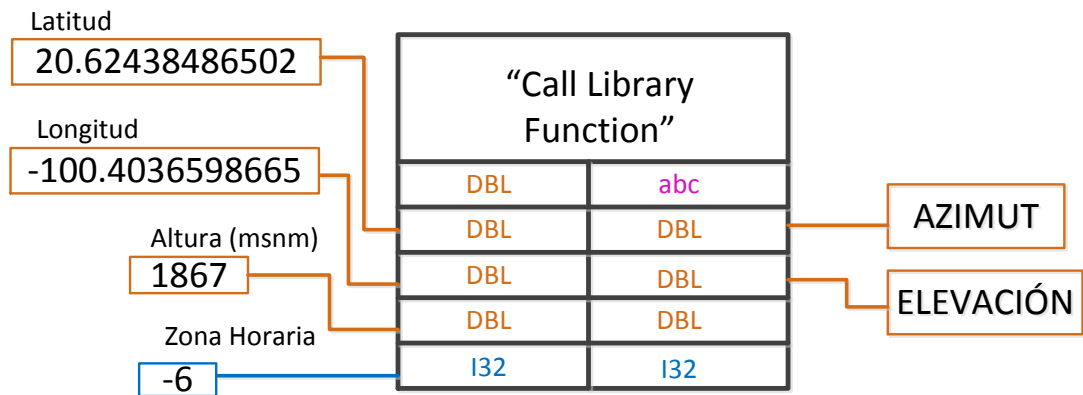 Latitud
20.62438486502
Longitud
-100.4036598665
Altura (msnm)
1867
Zona Horaria
-6
“Call Library
Function”
DBL abc
DBL DBL
DBL DBL
DBL DBL
I32 I32
AZIMUT
ELEVACIÓN